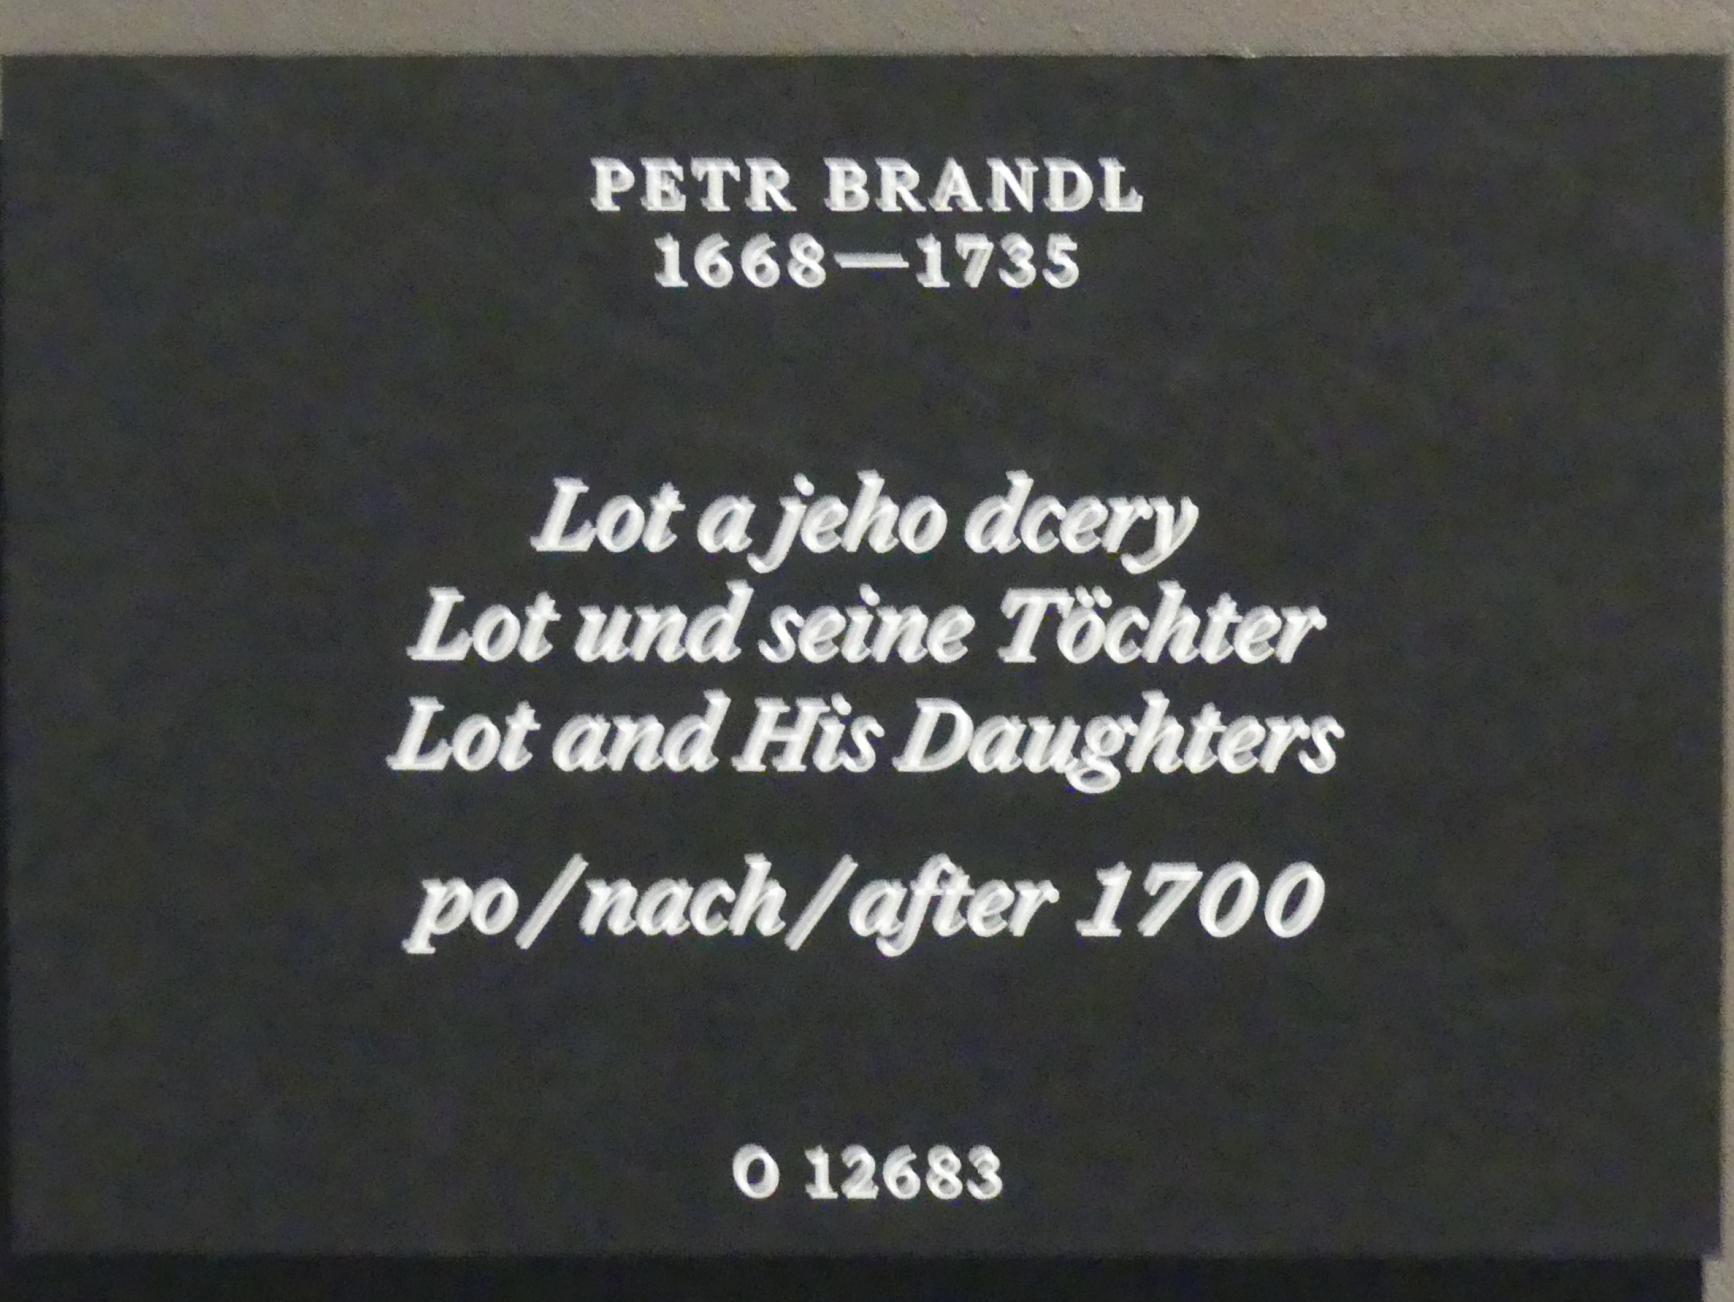 PETR BRANDL
1668—1735
Lot a jeho dcery
Lot und seine Töchter
Lot and His Daughters
po/nach/after 1700
O 12683